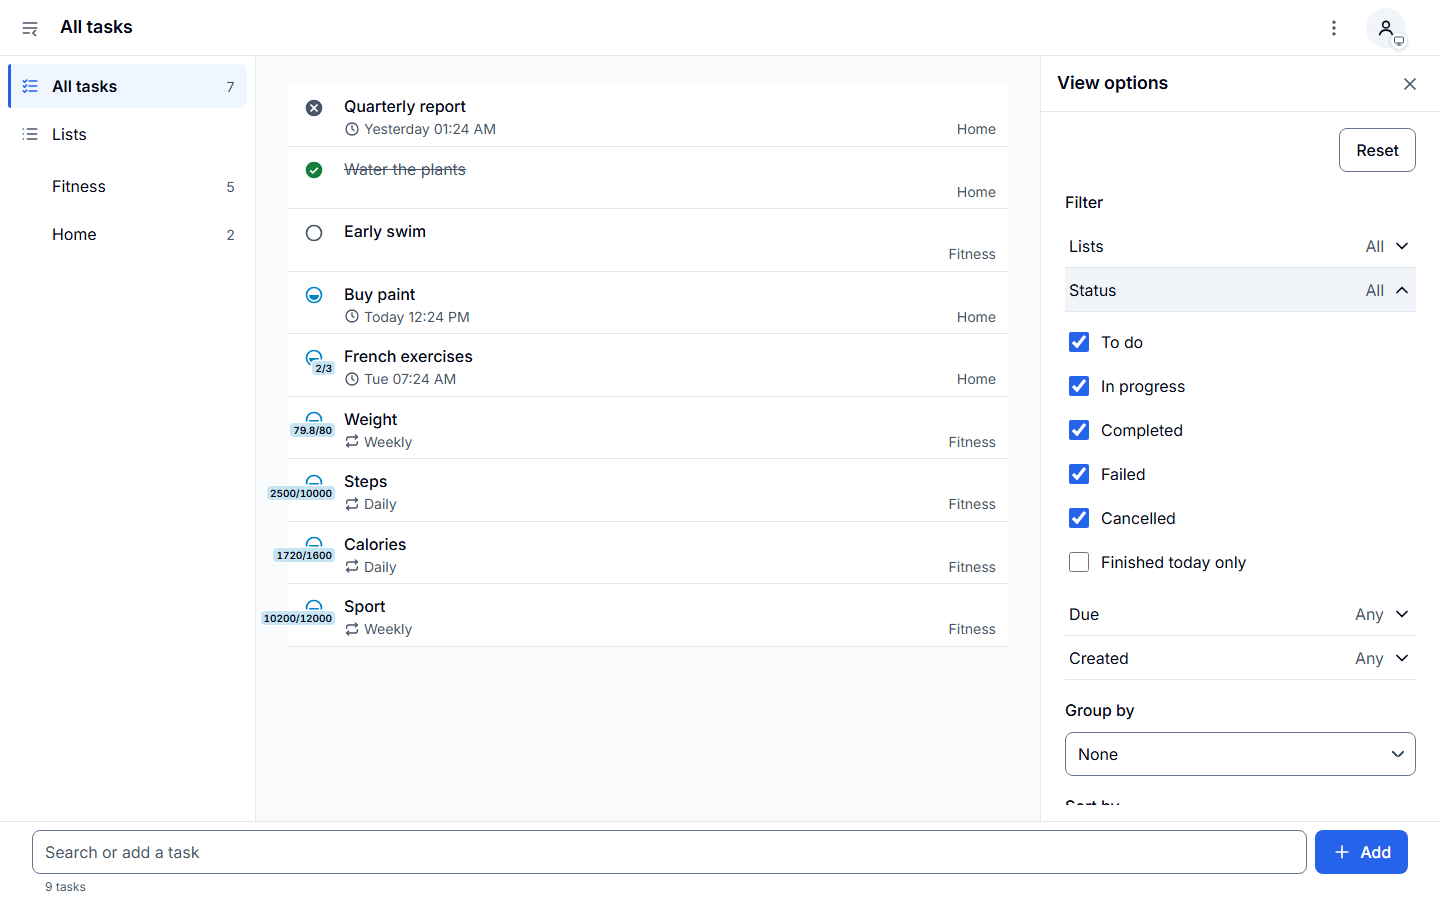 All tasks
All tasks 7
Lists
Fitness 5
Home 2
Quarterly report
Yesterday 01:24 AM Home
Water the plants
Home
Early swim
Fitness
Buy paint
Today 12:24 PM Home
French exercises
2/3
Tue 07:24 AM Home
Weight
79.8/80
Weekly Fitness
Steps
2500/10000
Daily Fitness
Calories
1720/1600
Daily Fitness
Sport
10200/12000
Weekly Fitness
View options
Reset
Filter
Lists All
Status All
To do
In progress
Completed
Failed
Cancelled
Finished today only
Due Any
Created Any
Group by
None
Sort by
Search or add a task
Add
9 tasks